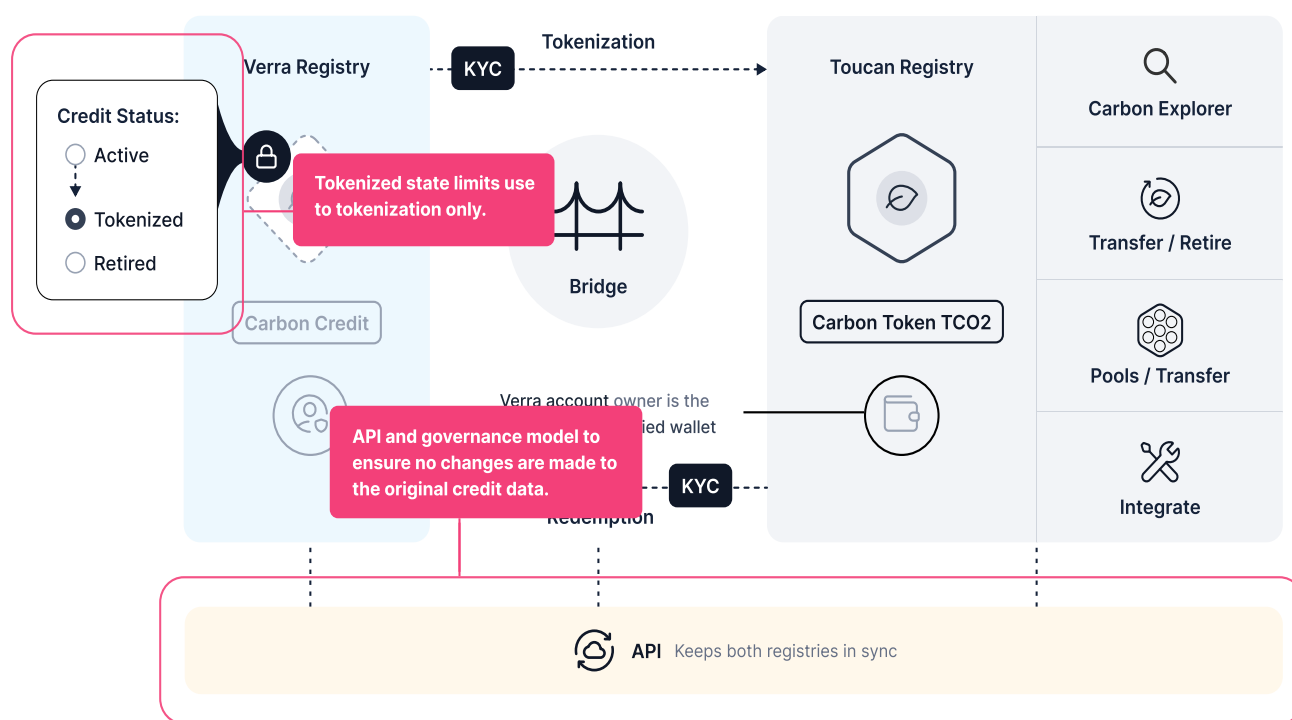 Tokenization
Verra Registry
KYC
Toucan Registry
Carbon Explorer
Credit Status:
Active
Tokenized
Retired
Tokenized state limits use
to tokenization only.
Bridge
Transfer / Retire
Carbon Credit
Carbon Token TCO2
Pools / Transfer
Verra account owner is the
wallet
API and governance model to
ensure no changes are made to
the original credit data.
KYC
Redemption
Integrate
API Keeps both registries in sync